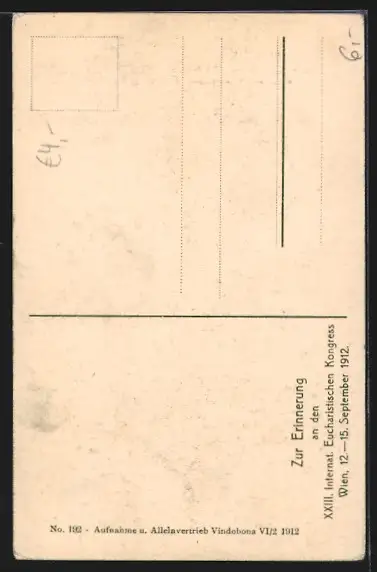 6,-
€4,-
Zur Erinnerung
an den
XXIII. Internat. Eucharistischen Kongress
Wien, 12.—15. September 1912.
No. 192 - Aufnahme u. Alleinvertrieb Vindobona VI/2 1912